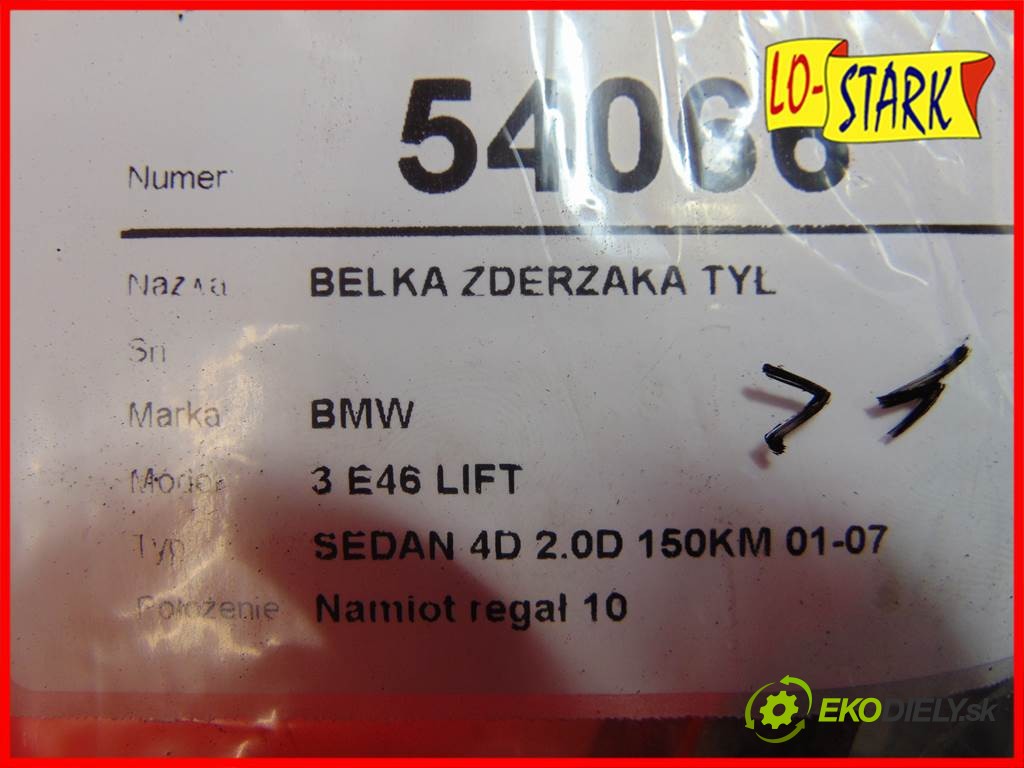 LO-STARK
Numer 54066
Nazwa BELKA ZDERZAKA TYŁ
Sn
Marka BMW
Model 3 E46 LIFT
Typ SEDAN 4D 2.0D 150KM 01-07
Położenie Namiot regał 10
EKODIELY.sk